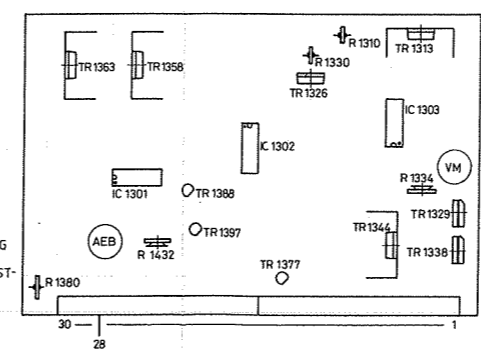 R 1310
TR 1313
R 1330
TR 1363
TR 1358
TR 1326
IC 1303
IC 1302
VM
R 1334
IC 1301
TR 1388
TR 1329
TR 1344
TR 1397
AEB
R 1432
TR 1338
G
ST-
TR 1377
R 1380
30
1
28